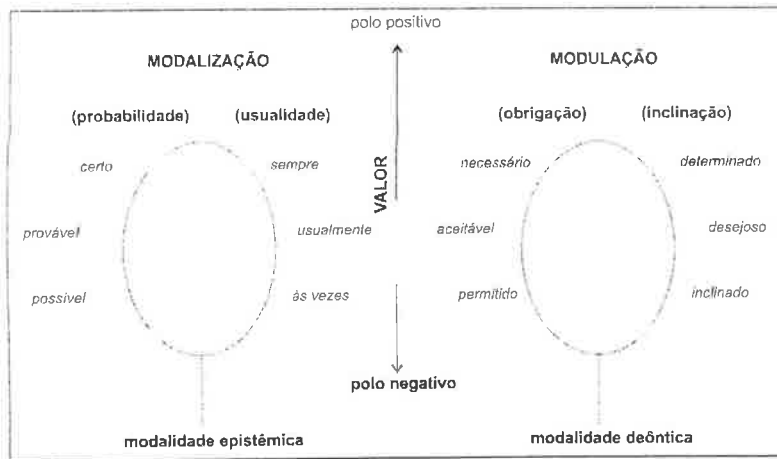 polo positivo
MODALIZAÇÃO MODULAÇÃO
(probabilidade) (usualidade) (obrigação) (inclinação)
certo sempre necessário determinado
VALOR
provável usualmente aceitável desejoso
possível às vezes permitido inclinado
polo negativo
modalidade epistêmica modalidade deôntica